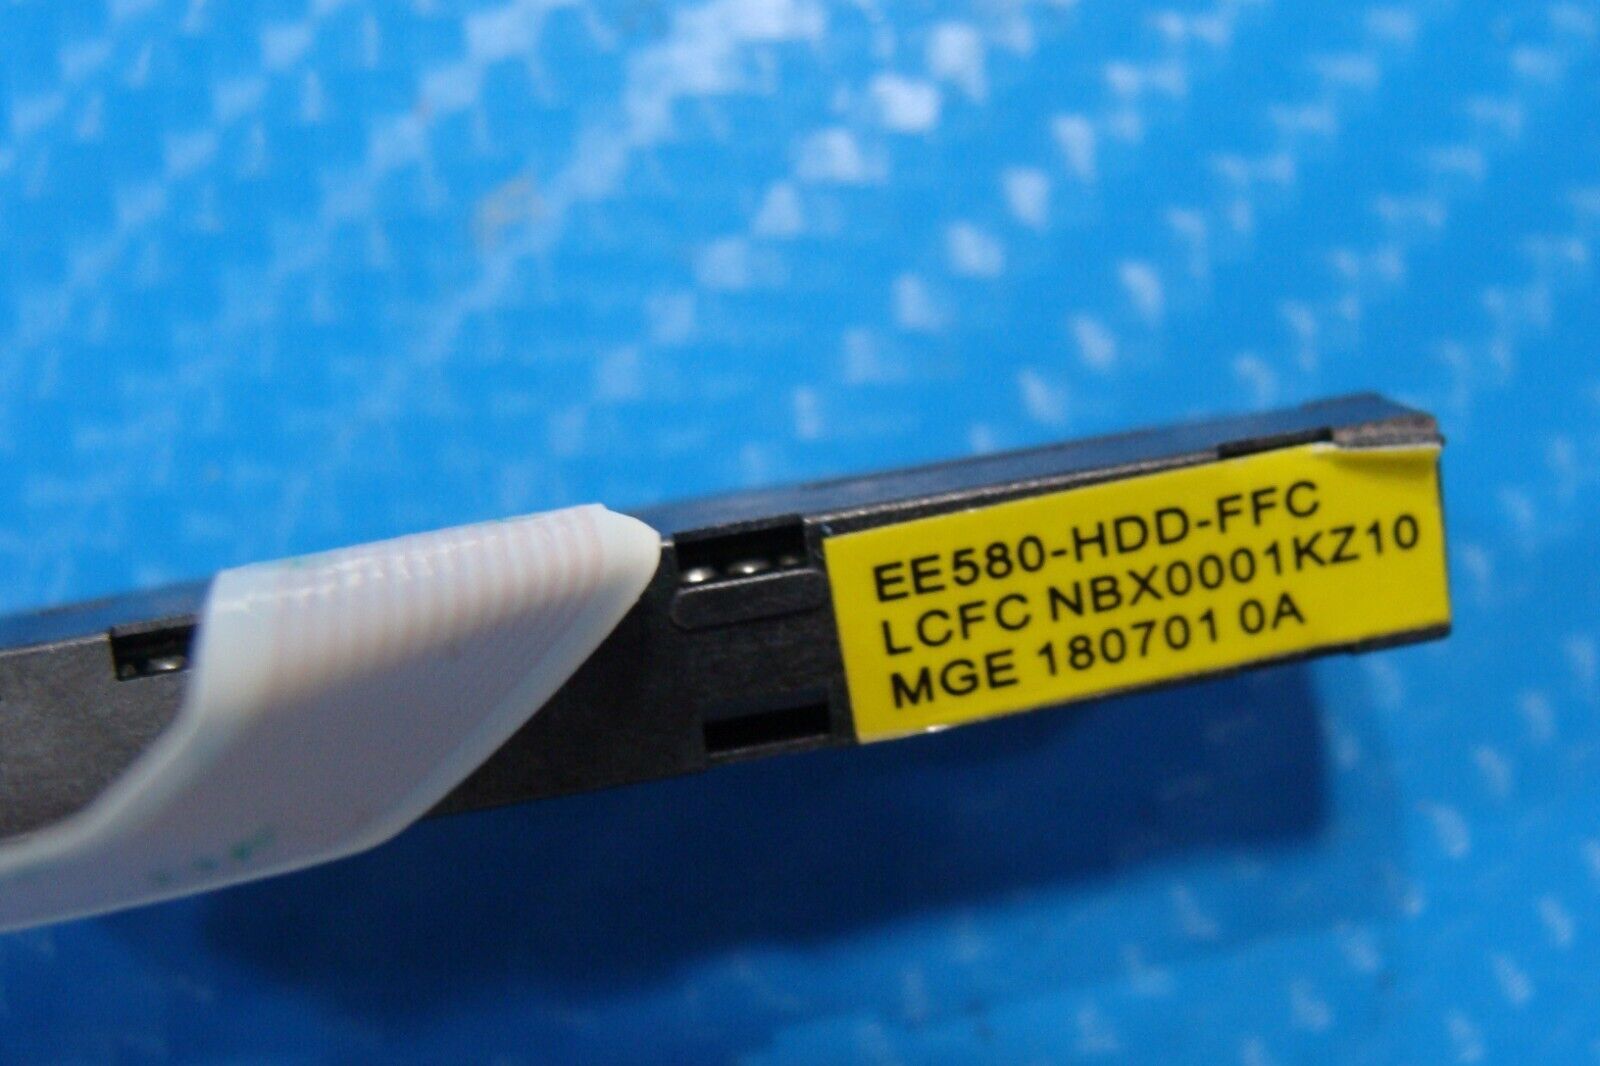 EE580-HDD-FFC
LCFC NBX0001KZ10
MGE 180701 0A